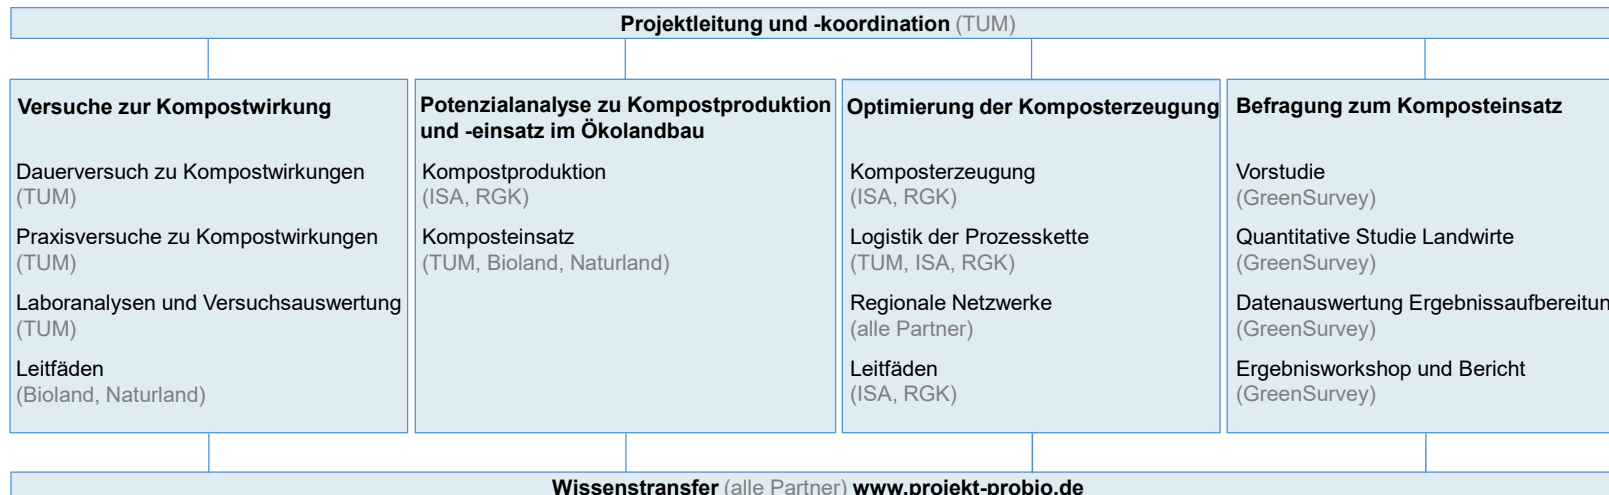 Projektleitung und -koordination (TUM)
Versuche zur Kompostwirkung
Dauerversuch zu Kompostwirkungen
(TUM)
Praxisversuche zu Kompostwirkungen
(TUM)
Laboranalysen und Versuchsauswertung
(TUM)
Leitfäden
(Bioland, Naturland)
Potenzialanalyse zu Kompostproduktion
und -einsatz im Ökolandbau
Kompostproduktion
(ISA, RGK)
Komposteinsatz
(TUM, Bioland, Naturland)
Optimierung der Komposterzeugung
Komposterzeugung
(ISA, RGK)
Logistik der Prozesskette
(TUM, ISA, RGK)
Regionale Netzwerke
(alle Partner)
Leitfäden
(ISA, RGK)
Befragung zum Komposteinsatz
Vorstudie
(GreenSurvey)
Quantitative Studie Landwirte
(GreenSurvey)
Datenauswertung Ergebnissaufbereitun
(GreenSurvey)
Ergebnisworkshop und Bericht
(GreenSurvey)
Wissenstransfer (alle Partner) www.projekt-probio.de